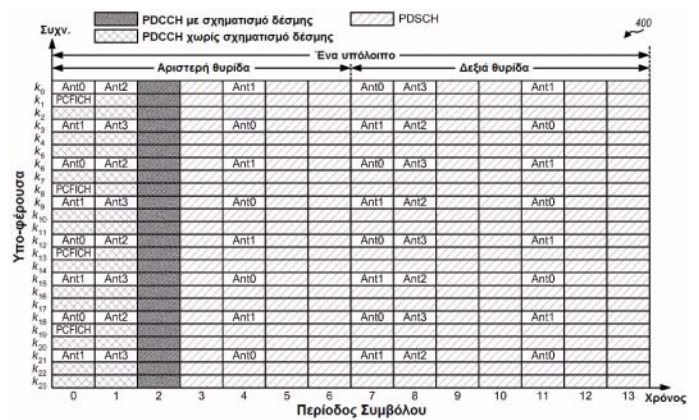 PDCCH με σχηματισμό δέσμης
PDSCH
PDCCH χωρίς σχηματισμό δέσμης
400
Συχν.
Ένα υπόλοιπο
Αριστερή θυρίδα
Δεξιά θυρίδα
k0 Ant0 Ant2 Ant1 Ant0 Ant3 Ant1
k1 PCFICH
k2
k3 Ant1 Ant3 Ant0 Ant1 Ant2 Ant0
k4
k5
k6 Ant0 Ant2 Ant1 Ant0 Ant3 Ant1
k7
k8 PCFICH
k9 Ant1 Ant3 Ant0 Ant1 Ant2 Ant0
k10
k11
k12 Ant0 Ant2 Ant1 Ant0 Ant3 Ant1
k13 PCFICH
k14
k15 Ant1 Ant3 Ant0 Ant1 Ant2 Ant0
k16
k17
k18 Ant0 Ant2 Ant1 Ant0 Ant3 Ant1
k19 PCFICH
k20
k21 Ant1 Ant3 Ant0 Ant1 Ant2 Ant0
k22
k23
Υπο-φέρουσα
0 1 2 3 4 5 6 7 8 9 10 11 12 13 Χρόνος
Περίοδος Συμβόλου